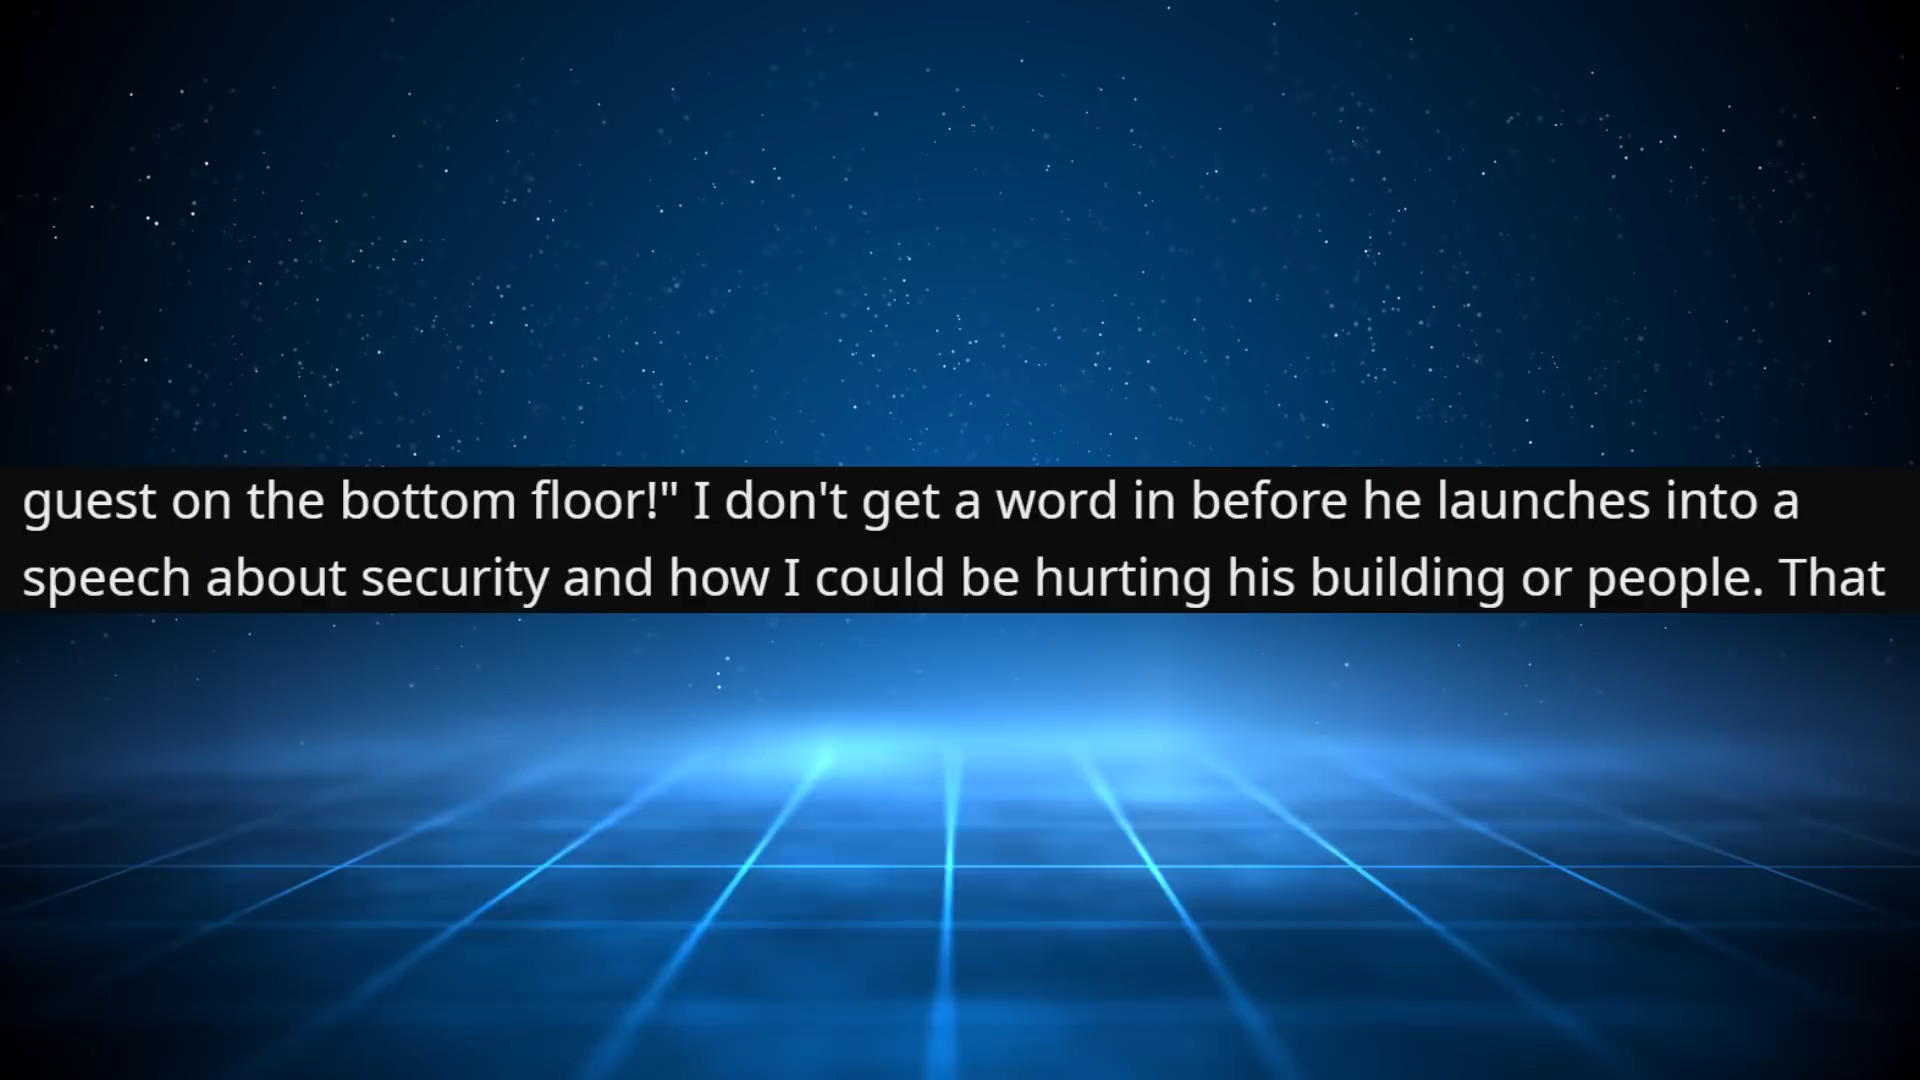 guest on the bottom floor!" I don't get a word in before he launches into a
speech about security and how I could be hurting his building or people. That